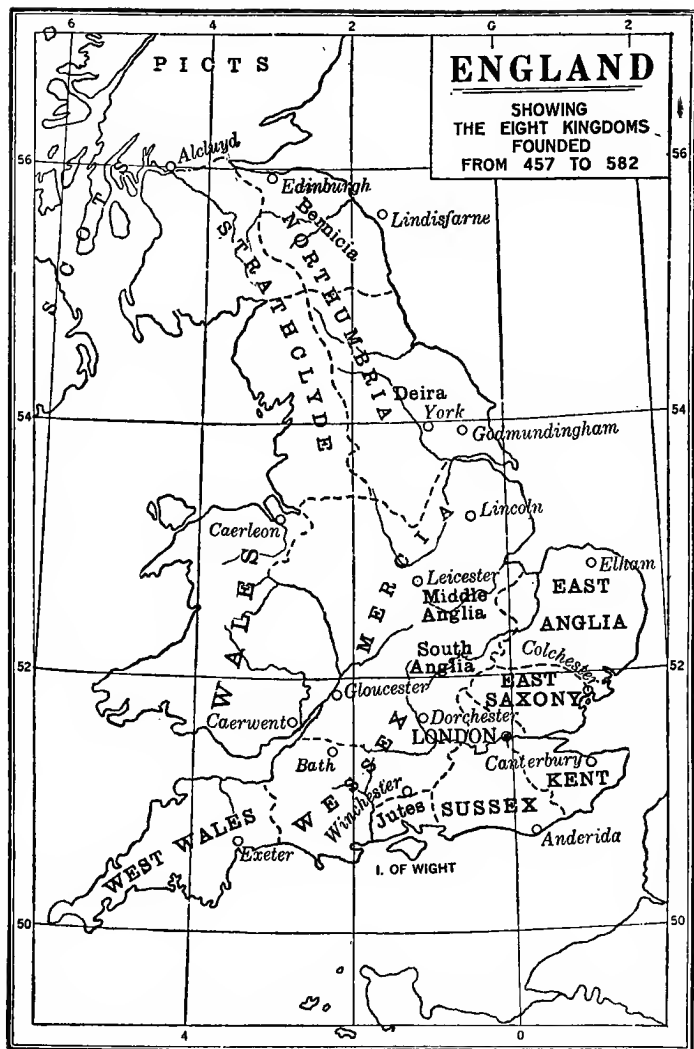 6
4
2
0
2
ENGLAND
SHOWING
THE EIGHT KINGDOMS
FOUNDED
FROM 457 TO 582
PICTS
SCOTS
56
56
Alcluyd
Edinburgh
Lindisfarne
Bernicia
NORTHUMBRIA
STRATHCLYDE
54
54
Deira
York
Godmundingham
Lincoln
Caerleon
MERCIA
Leicester
Middle
Anglia
Elham
EAST
ANGLIA
WALES
South
Anglia
52
52
Colchester
EAST
SAXONY
Gloucester
Caerwent
Dorchester
LONDON
Bath
WESSEX
Winchester
Canterbury
KENT
Jutes
SUSSEX
Anderida
WEST WALES
Exeter
I. OF WIGHT
50
50
4
2
0